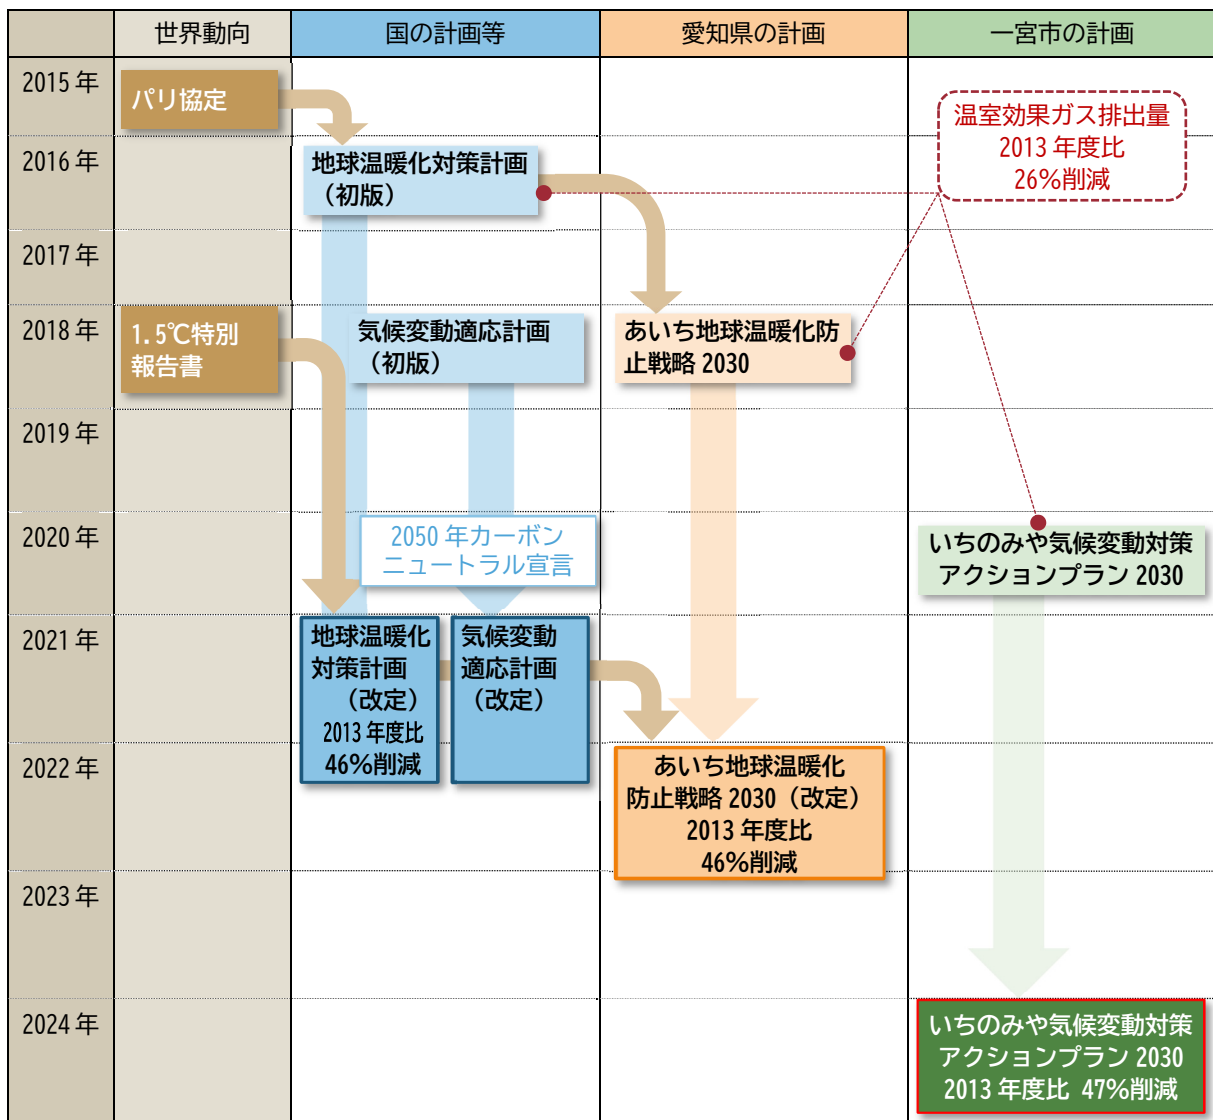 世界動向
国の計画等
愛知県の計画
一宮市の計画
2015年
パリ協定
温室効果ガス排出量
2013年度比
26%削減
2016年
地球温暖化対策計画
（初版）
2017年
2018年
1.5℃特別
報告書
気候変動適応計画
（初版）
あいち地球温暖化防
止戦略2030
2019年
2020年
2050年カーボン
ニュートラル宣言
いちのみや気候変動対策
アクションプラン2030
2021年
地球温暖化
対策計画
（改定）
2013年度比
46%削減
気候変動
適応計画
（改定）
2022年
あいち地球温暖化
防止戦略2030（改定）
2013年度比
46%削減
2023年
2024年
いちのみや気候変動対策
アクションプラン2030
2013年度比 47%削減